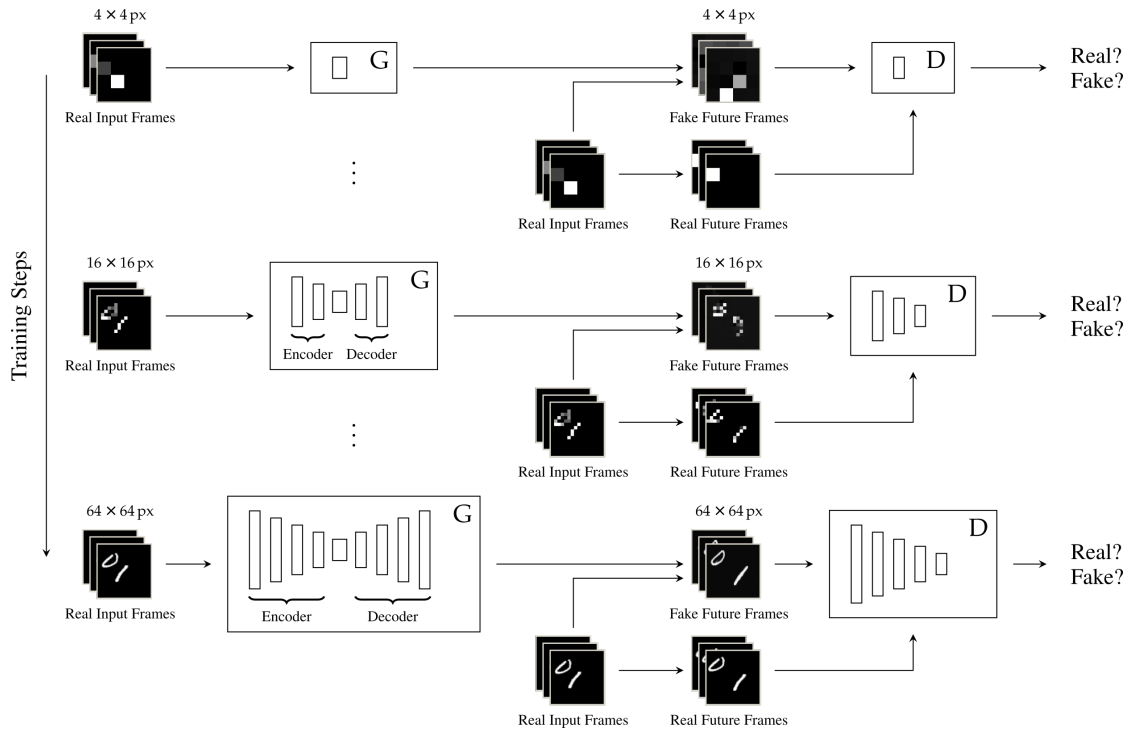 4 × 4 px
4 × 4 px
G
D
Real?
Fake?
Real Input Frames
Fake Future Frames
Real Input Frames
Real Future Frames
Training Steps
16 × 16 px
16 × 16 px
G
D
Real?
Fake?
Encoder
Decoder
Real Input Frames
Fake Future Frames
Real Input Frames
Real Future Frames
64 × 64 px
64 × 64 px
G
D
Real?
Fake?
Encoder
Decoder
Real Input Frames
Fake Future Frames
Real Input Frames
Real Future Frames